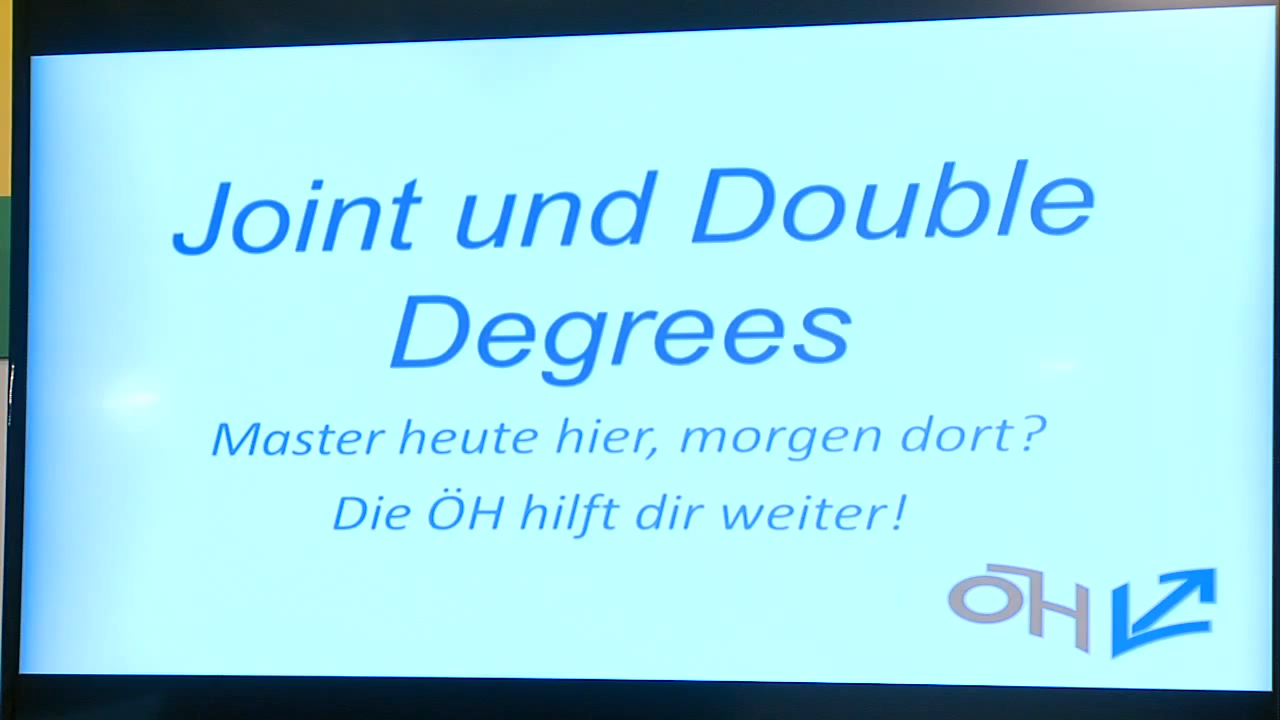 Joint und Double
Degrees
Master heute hier, morgen dort?
Die ÖH hilft dir weiter!
ÖH